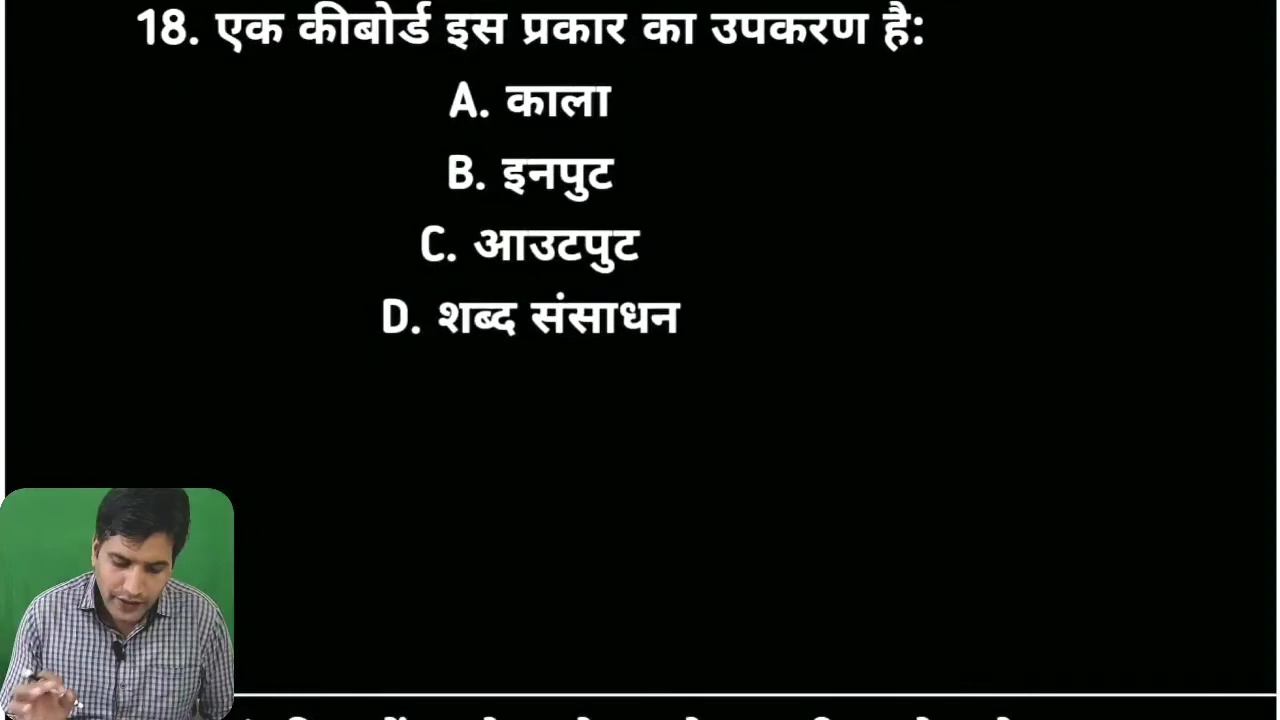 18. एक कीबोर्ड इस प्रकार का उपकरण है:
A. काला
B. इनपुट
C. आउटपुट
D. शब्द संसाधन